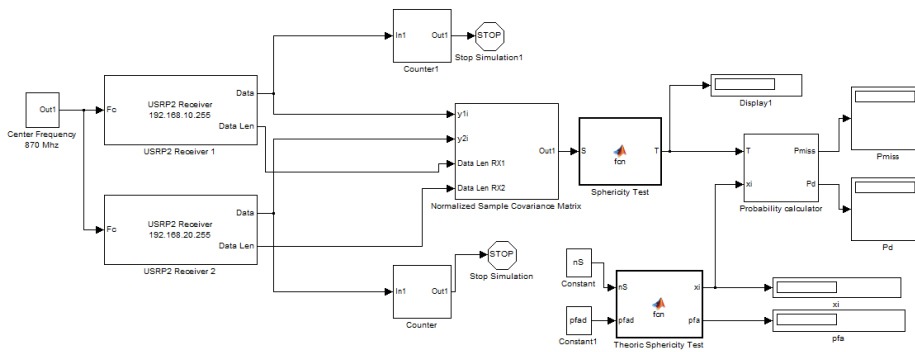 In1
Out1
Counter1
STOP
Stop Simulation1
Out1
Center Frequency
870 Mhz
Fc
USRP2 Receiver
192.168.10.255
Data
Data Len
USRP2 Receiver 1
Fc
USRP2 Receiver
192.168.20.255
Data
Data Len
USRP2 Receiver 2
y1i
y2i
Data Len RX1
Data Len RX2
Out1
Normalized Sample Covariance Matrix
S
fcn
T
Sphericity Test
Display1
T
xi
Pmiss
Pd
Probability calculator
Pmiss
Pd
In1
Out1
Counter
STOP
Stop Simulation
nS
Constant
pfad
Constant1
nS
pfad
fcn
xi
pfa
Theoric Sphericity Test
xi
pfa